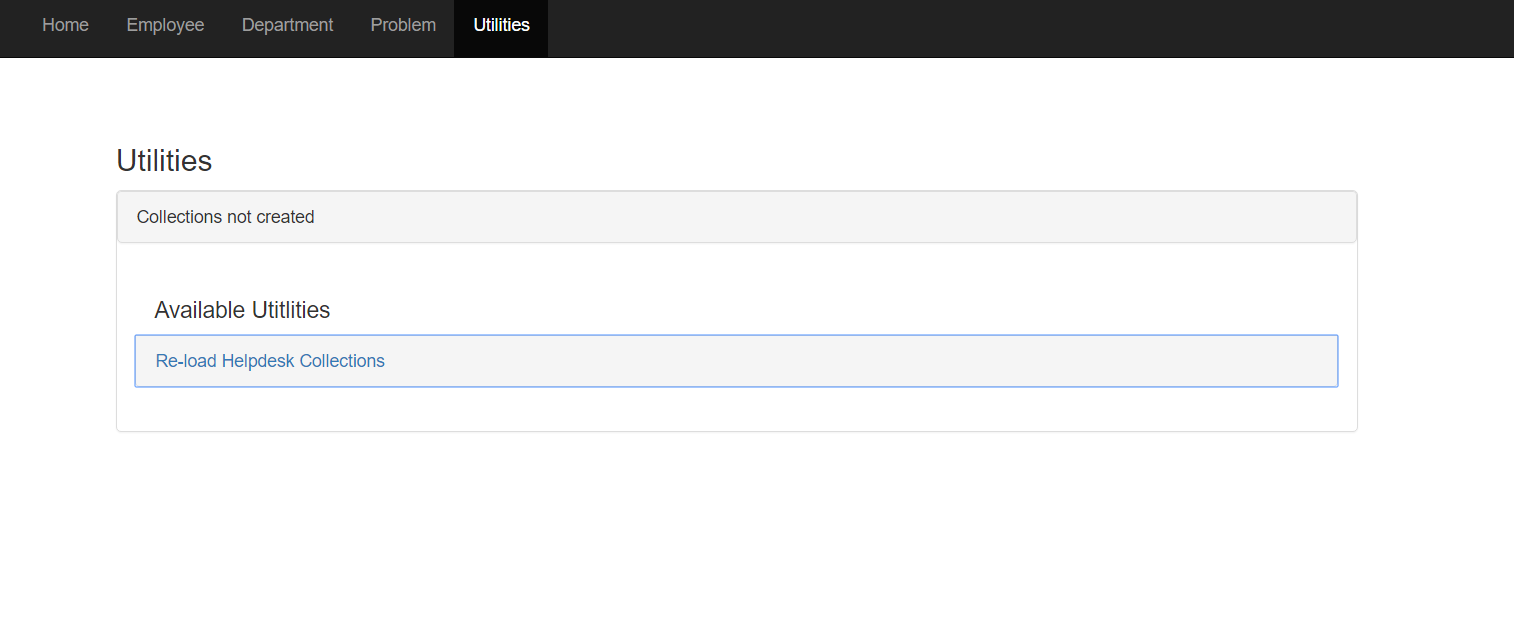 Home Employee Department Problem Utilities
Utilities
Collections not created
Available Utitlities
Re-load Helpdesk Collections